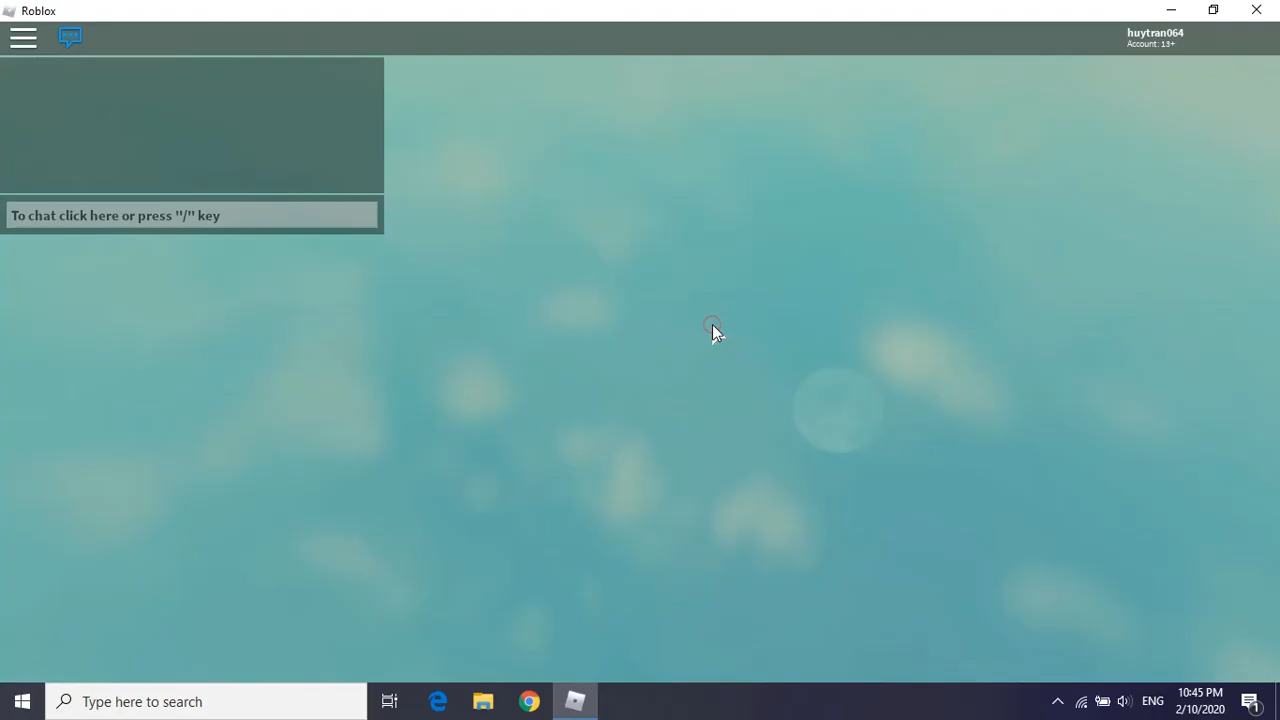 Roblox
huytran064
Account: 13+
To chat click here or press "/" key
Type here to search
ENG
10:45 PM
2/10/2020
1